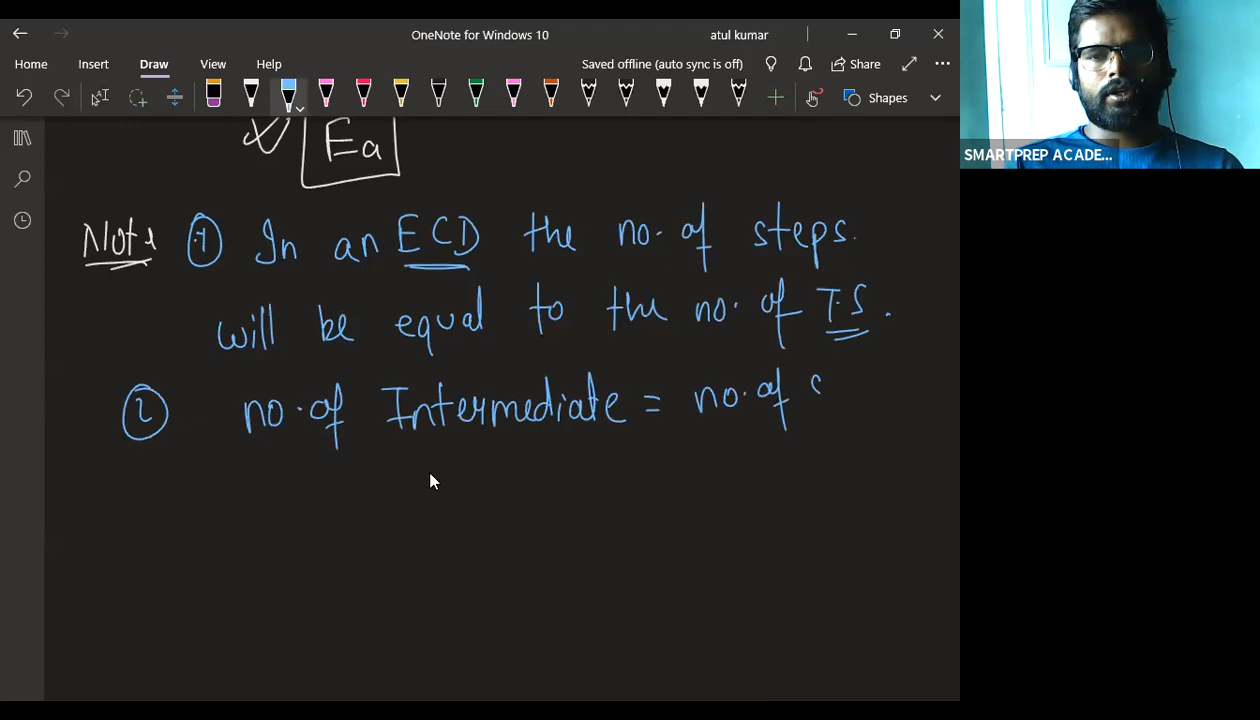 OneNote for Windows 10
atul kumar
Home
Insert
Draw
View
Help
Saved offline (auto sync is off)
Share
Shapes
SMARTPREP ACADE...
Ea
Note 1 In an ECD the no. of steps.
will be equal to the no. of T.S.
2 no. of Intermediate = no. of